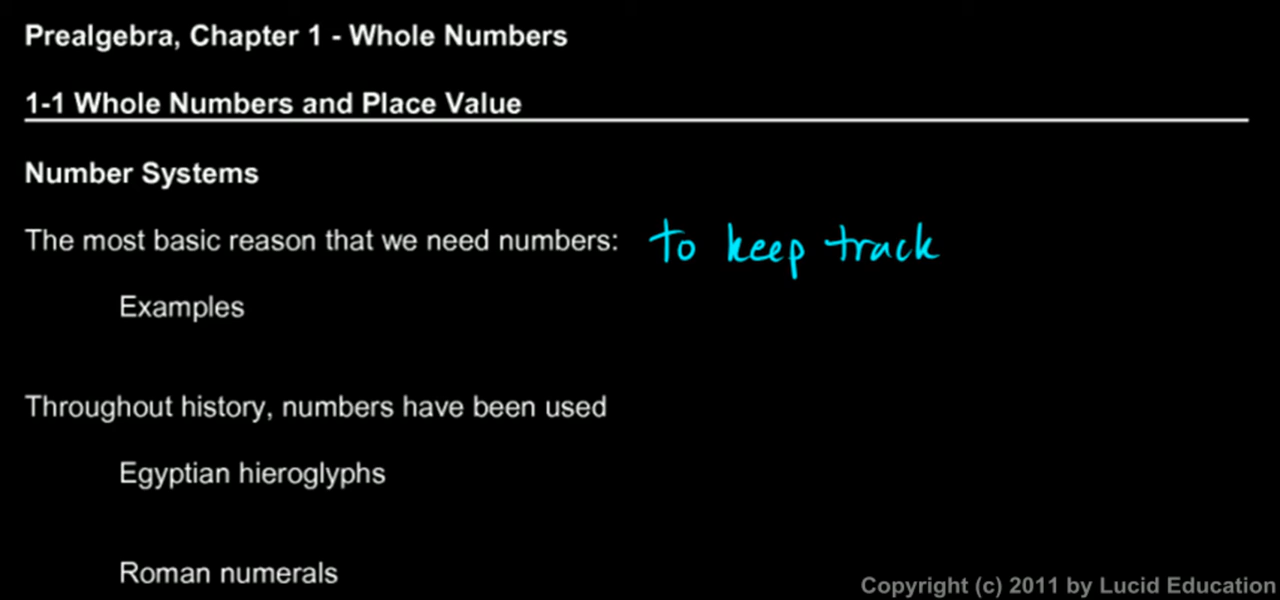 Prealgebra, Chapter 1 - Whole Numbers
1-1 Whole Numbers and Place Value
Number Systems
The most basic reason that we need numbers: to keep track
Examples
Throughout history, numbers have been used
Egyptian hieroglyphs
Roman numerals
Copyright (c) 2011 by Lucid Education